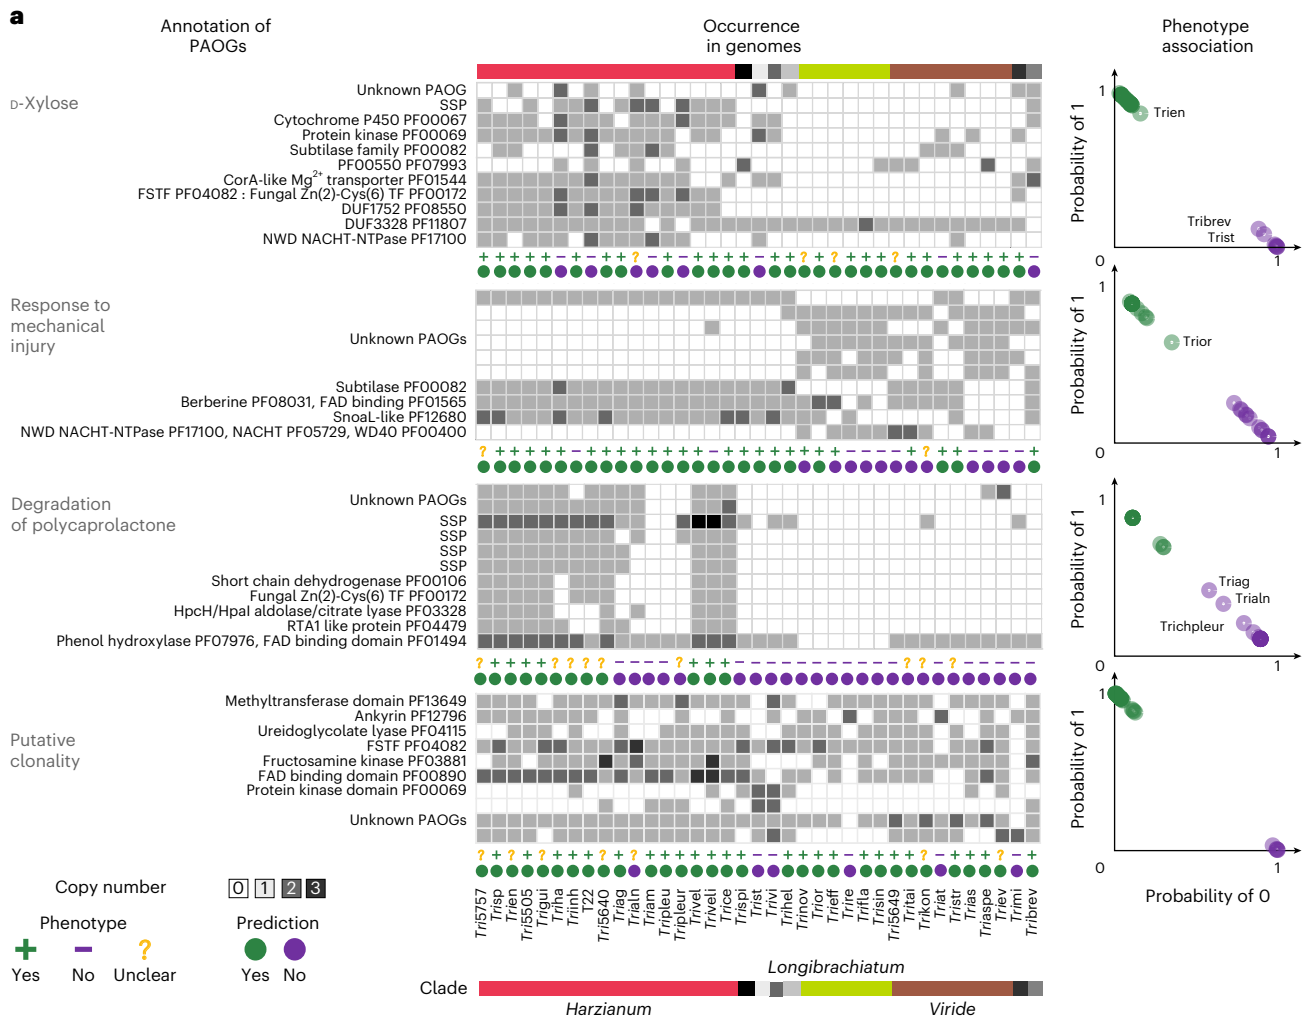 a
Annotation of
PAOGs
Occurrence
in genomes
Phenotype
association
D-Xylose
Unknown PAOG
SSP
Cytochrome P450 PF00067
Protein kinase PF00069
Subtilase family PF00082
PF00550 PF07993
CorA-like Mg2+ transporter PF01544
FSTF PF04082 : Fungal Zn(2)-Cys(6) TF PF00172
DUF1752 PF08550
DUF3328 PF11807
NWD NACHT-NTPase PF17100
+ + + + + – + – + + ? – + – + + + + – + + ? + ? + + + ? + + – + + + + + –
Probability of 1
1
Trien
Tribrev
Trist
0
1
Response to
mechanical
injury
Unknown PAOGs
Subtilase PF00082
Berberine PF08031, FAD binding PF01565
SnoaL-like PF12680
NWD NACHT-NTPase PF17100, NACHT PF05729, WD40 PF00400
? + + + + + – + + + + + + + + – + + + + + + + – – – – – + ? + + – – – – +
Probability of 1
1
Trior
0
1
Degradation
of polycaprolactone
Unknown PAOGs
SSP
SSP
SSP
SSP
Short chain dehydrogenase PF00106
Fungal Zn(2)-Cys(6) TF PF00172
HpcH/HpaI aldolase/citrate lyase PF03328
RTA1 like protein PF04479
Phenol hydroxylase PF07976, FAD binding domain PF01494
? + + + + ? ? ? ? – – – – ? + + + – – – – – – – – – – – ? ? – ? – – – – –
Probability of 1
1
Triag
Trialn
Trichpleur
0
1
Putative
clonality
Methyltransferase domain PF13649
Ankyrin PF12796
Ureidoglycolate lyase PF04115
FSTF PF04082
Fructosamine kinase PF03881
FAD binding domain PF00890
Protein kinase domain PF00069
Unknown PAOGs
? + ? + ? + + + ? + – + + + + + + + – – + + + + – + + + + ? – + + + ? – +
Probability of 1
1
0
1
Probability of 0
Tri5757
Trisp
Trien
Tri5505
Trigui
Triha
Triinh
T22
Tri5640
Triag
Trialn
Triam
Tripleu
Tripleur
Trivel
Triveli
Trice
Trispi
Trist
Trivi
Trihel
Trinov
Trior
Trieff
Trire
Trifla
Trisin
Tri5649
Tritai
Trikon
Triat
Tristr
Trias
Triaspe
Triev
Trimi
Tribrev
Copy number
0 1 2 3
Phenotype
Prediction
+ – ?
Yes No Unclear
Yes No
Longibrachiatum
Clade
Harzianum
Viride